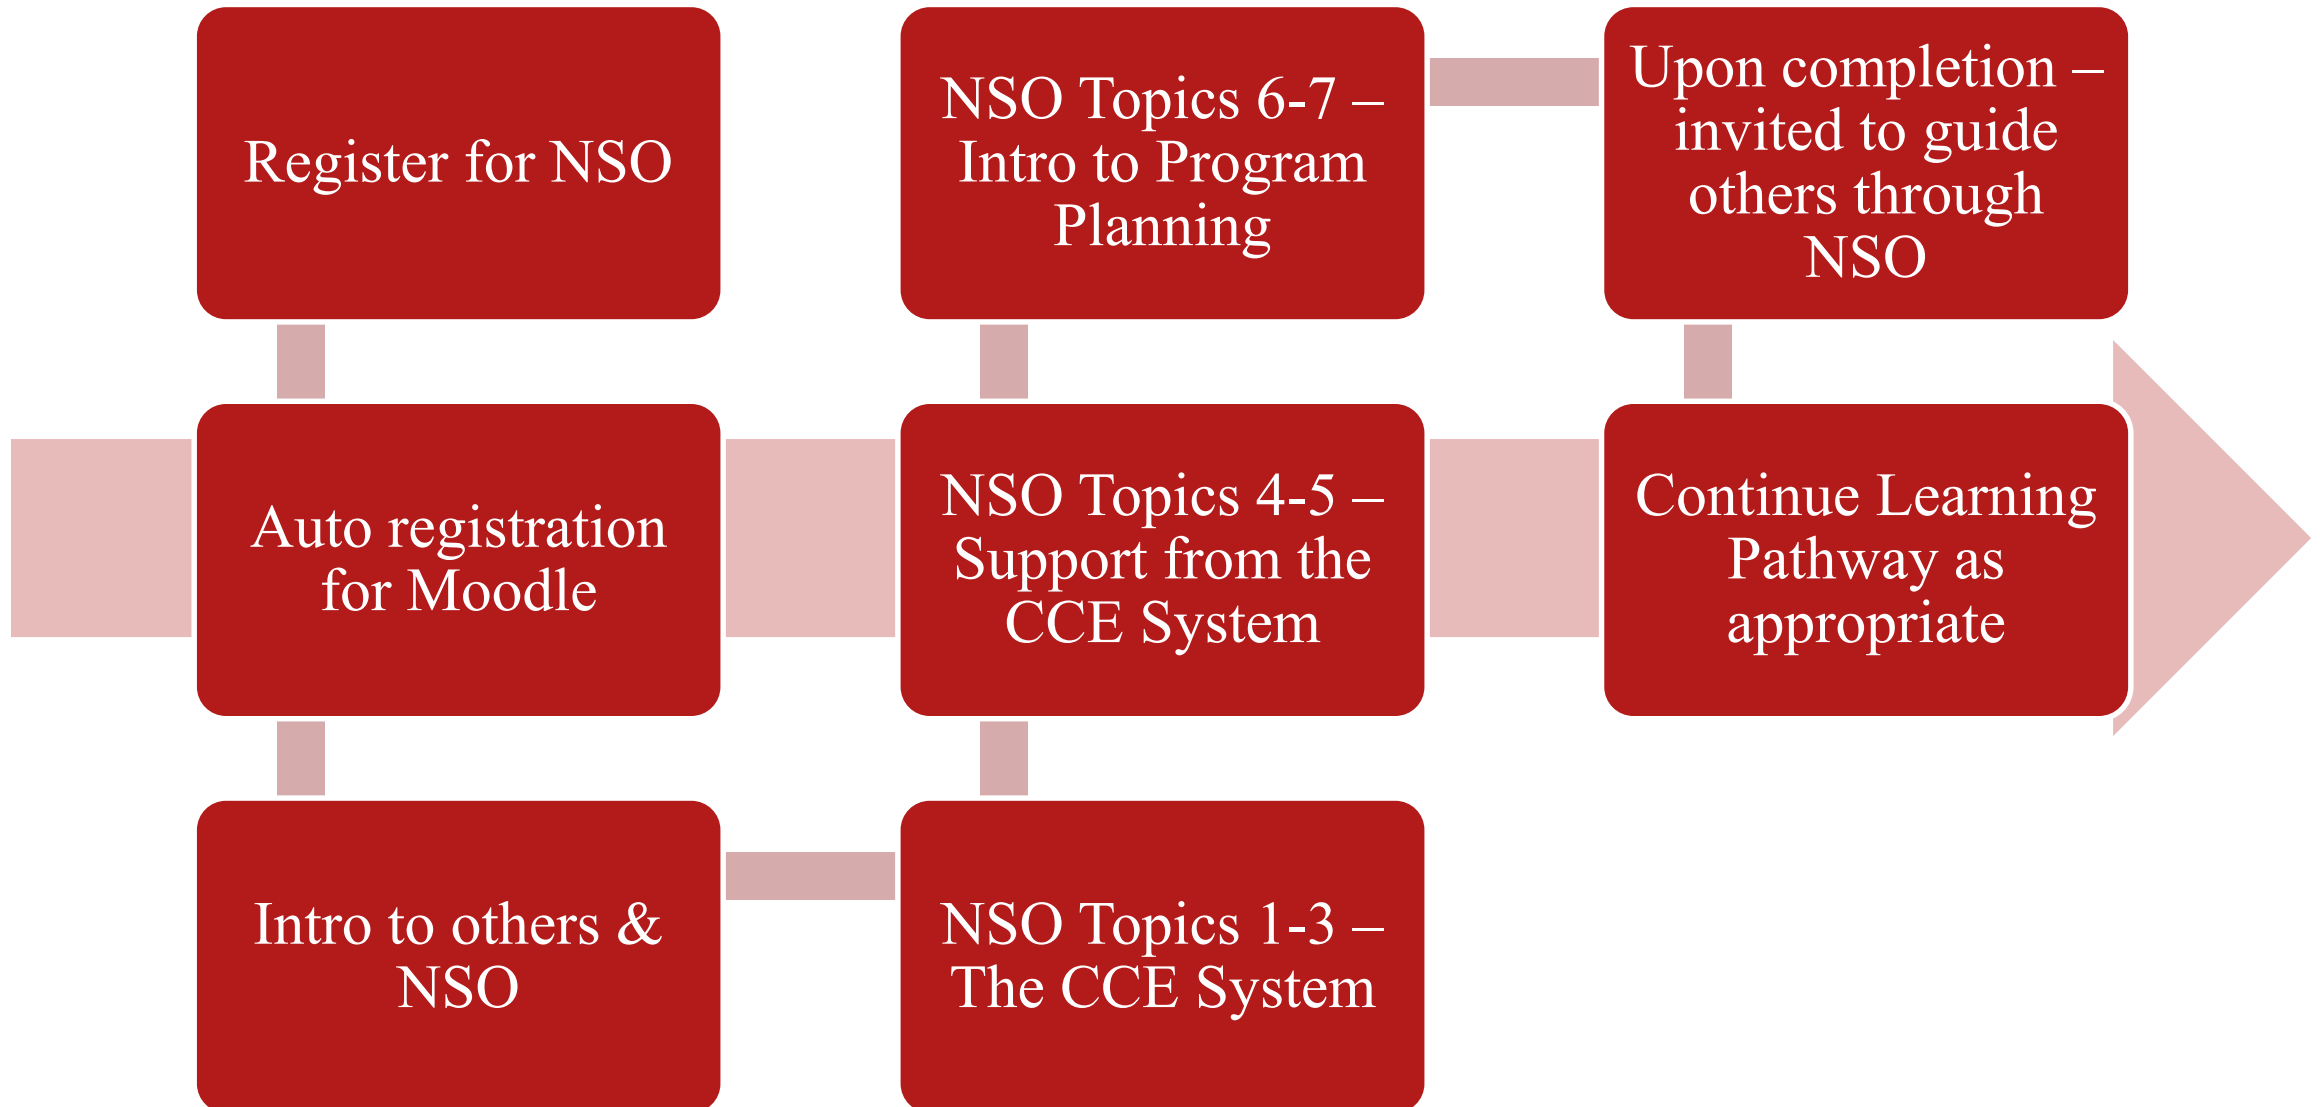 Register for NSO
Auto registration
for Moodle
Intro to others &
NSO
NSO Topics 1-3 –
The CCE System
NSO Topics 4-5 –
Support from the
CCE System
NSO Topics 6-7 –
Intro to Program
Planning
Upon completion –
invited to guide
others through
NSO
Continue Learning
Pathway as
appropriate